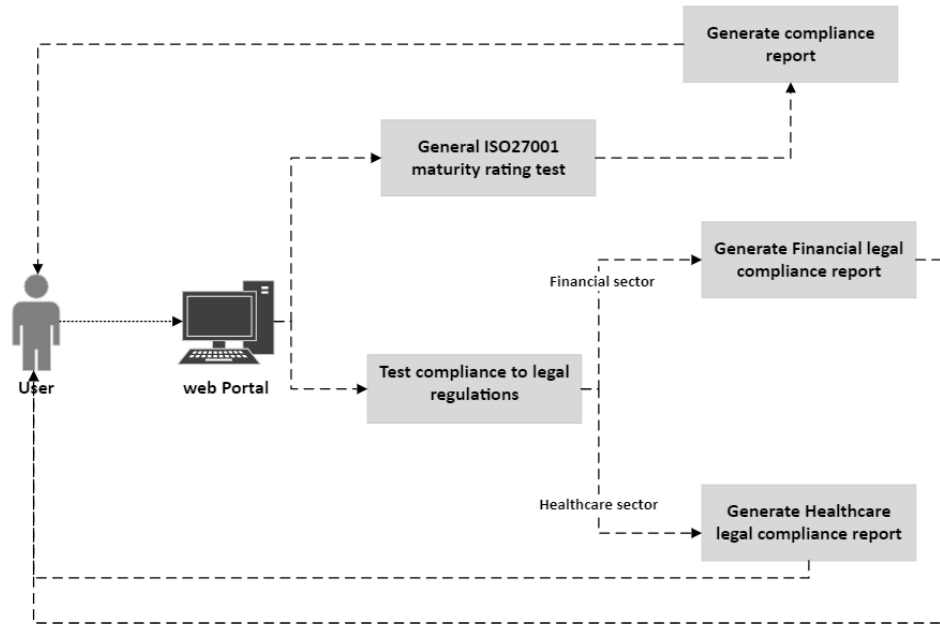 Generate compliance
report
General ISO27001
maturity rating test
Generate Financial legal
compliance report
Financial sector
User
web Portal
Test compliance to legal
regulations
Healthcare sector
Generate Healthcare
legal compliance report